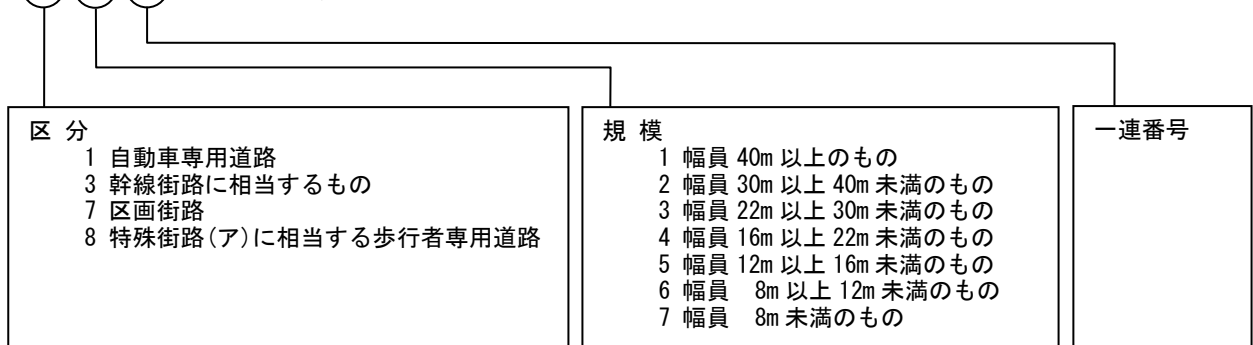 区 分
1 自動車専用道路
3 幹線街路に相当するもの
7 区画街路
8 特殊街路(ア)に相当する歩行者専用道路
規 模
1 幅員 40m 以上のもの
2 幅員 30m 以上 40m 未満のもの
3 幅員 22m 以上 30m 未満のもの
4 幅員 16m 以上 22m 未満のもの
5 幅員 12m 以上 16m 未満のもの
6 幅員 8m 以上 12m 未満のもの
7 幅員 8m 未満のもの
一連番号